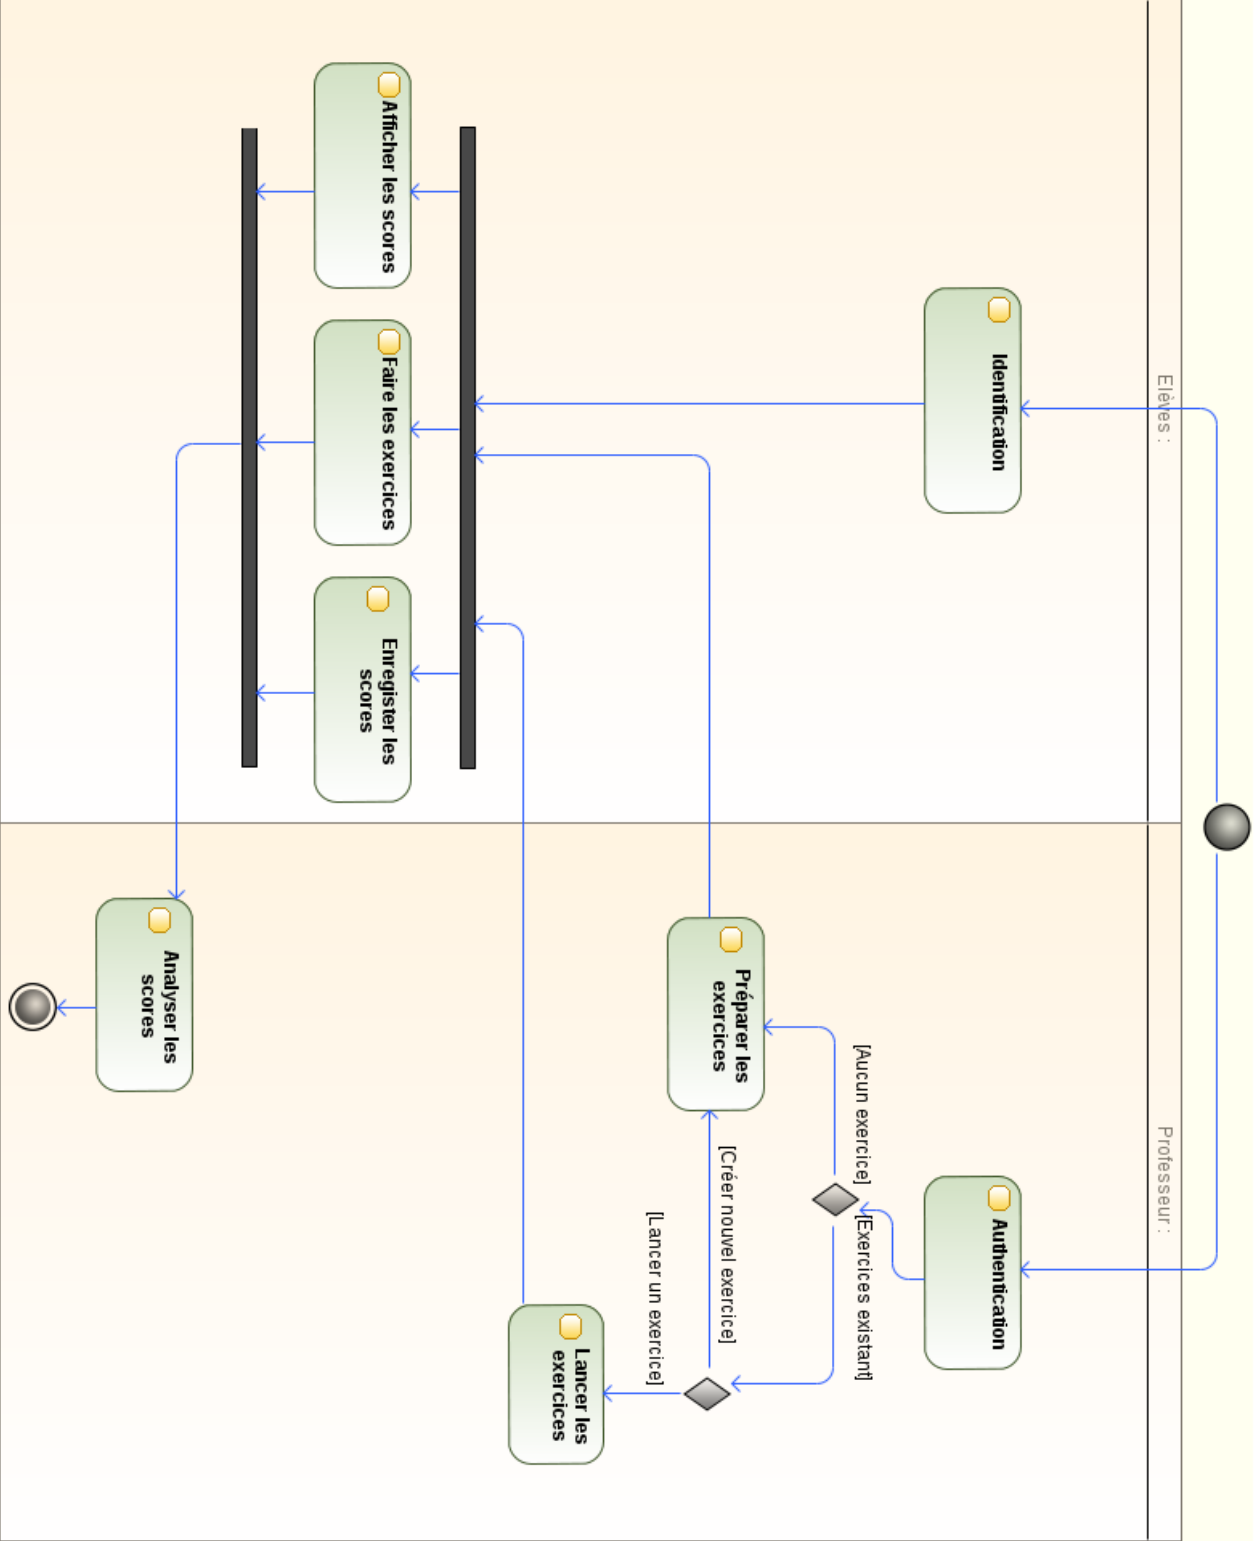 Elèves :
Professeur :
Identification
Authentication
[Aucun exercice]
[Exercices existant]
Préparer les
exercices
[Créer nouvel exercice]
[Lancer un exercice]
Lancer les
exercices
Afficher les scores
Faire les exercices
Enregister les
scores
Analyser les
scores